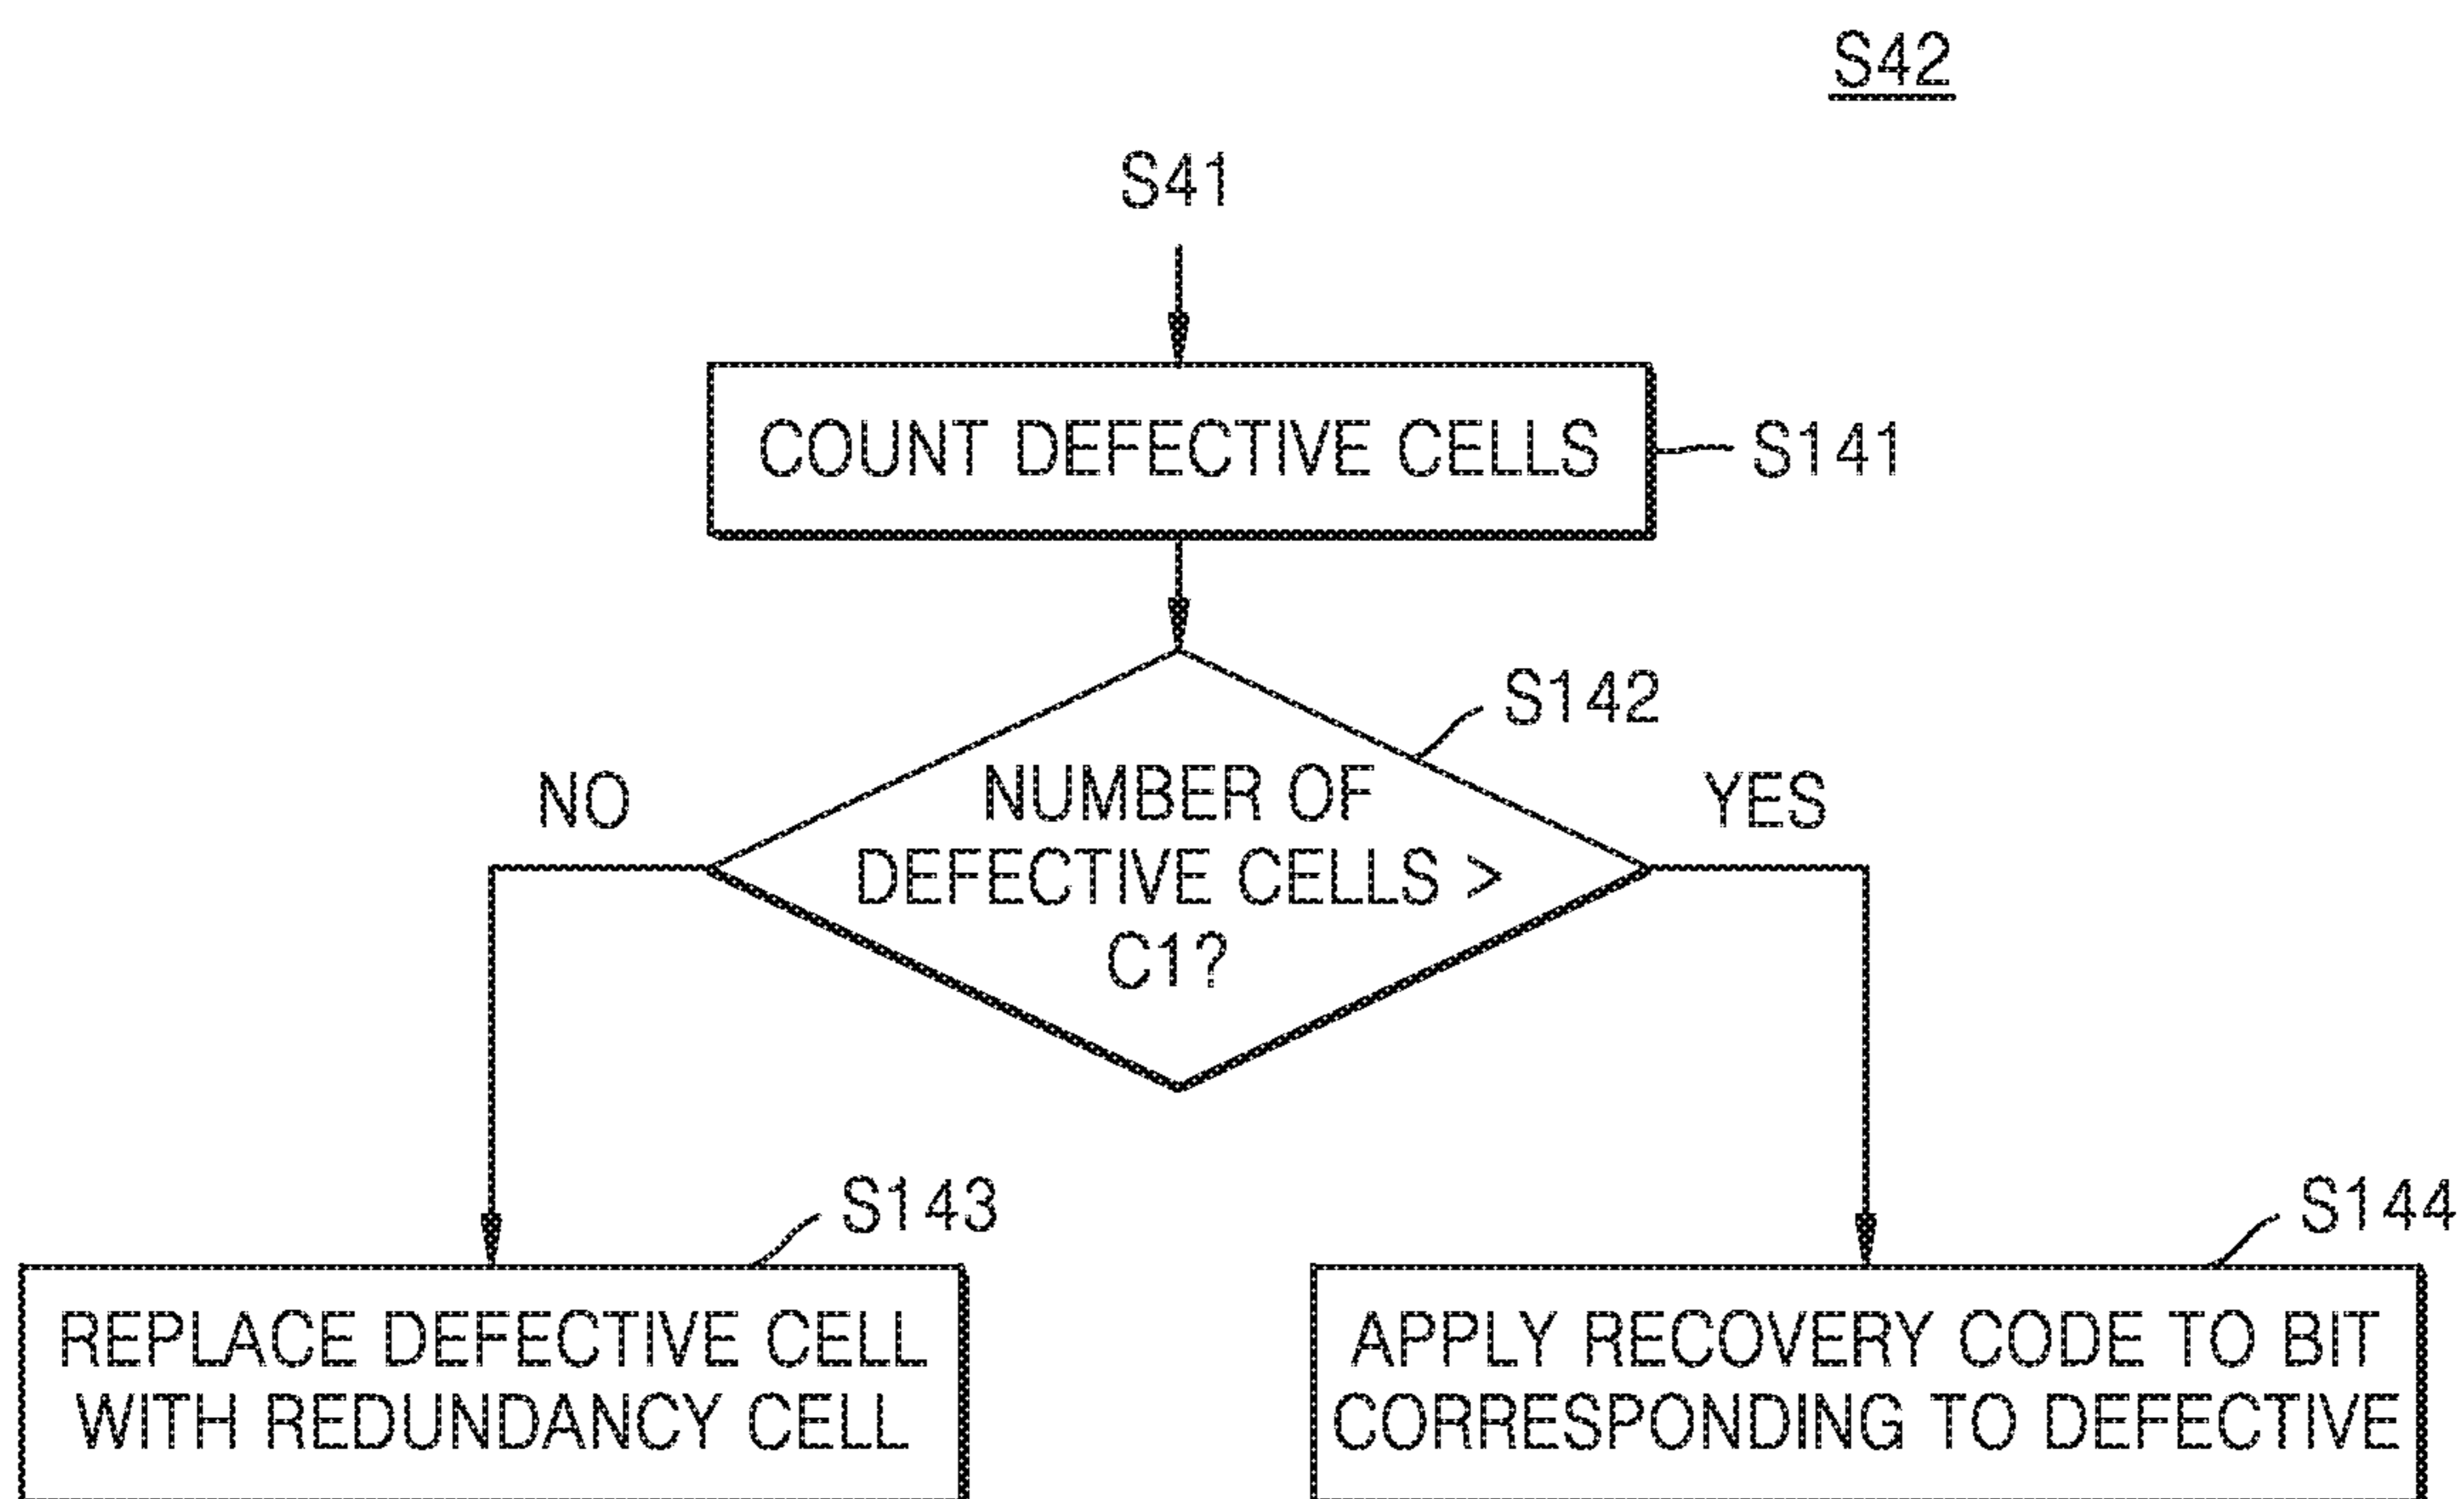 S42
S41
COUNT DEFECTIVE CELLS
S141
S142
NO
NUMBER OF
YES
DEFECTIVE CELLS >
C1?
S143
S144
REPLACE DEFECTIVE CELL
WITH REDUNDANCY CELL
APPLY RECOVERY CODE TO BIT
CORRESPONDING TO DEFECTIVE